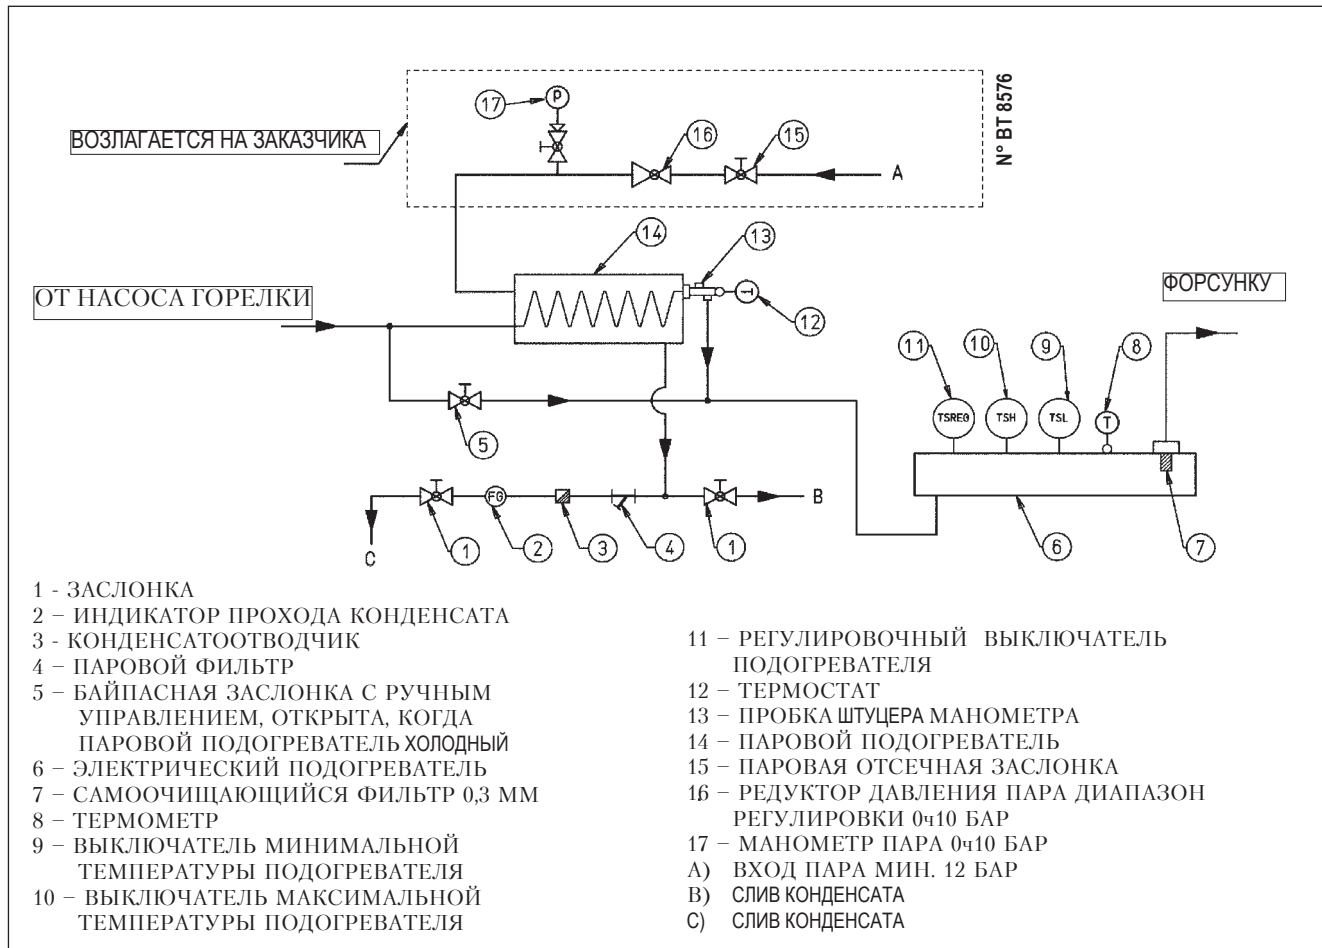 17
P
N° BT 8576
ВОЗЛАГАЕТСЯ НА ЗАКАЗЧИКА
16
15
A
14
13
ОТ НАСОСА ГОРЕЛКИ
ФОРСУНКУ
12
11
10
9
8
TSREG
TSH
TSL
T
5
FG
B
C
1
2
3
4
1
6
7
1 - ЗАСЛОНКА
2 – ИНДИКАТОР ПРОХОДА КОНДЕНСАТА
3 - КОНДЕНСАТООТВОДЧИК
4 – ПАРОВОЙ ФИЛЬТР
5 – БАЙПАСНАЯ ЗАСЛОНКА С РУЧНЫМ
УПРАВЛЕНИЕМ, ОТКРЫТА, КОГДА
ПАРОВОЙ ПОДОГРЕВАТЕЛЬ ХОЛОДНЫЙ
6 – ЭЛЕКТРИЧЕСКИЙ ПОДОГРЕВАТЕЛЬ
7 – САМООЧИЩАЮЩИЙСЯ ФИЛЬТР 0,3 ММ
8 – ТЕРМОМЕТР
9 – ВЫКЛЮЧАТЕЛЬ МИНИМАЛЬНОЙ
ТЕМПЕРАТУРЫ ПОДОГРЕВАТЕЛЯ
10 – ВЫКЛЮЧАТЕЛЬ МАКСИМАЛЬНОЙ
ТЕМПЕРАТУРЫ ПОДОГРЕВАТЕЛЯ
11 – РЕГУЛИРОВОЧНЫЙ ВЫКЛЮЧАТЕЛЬ
ПОДОГРЕВАТЕЛЯ
12 – ТЕРМОСТАТ
13 – ПРОБКА ШТУЦЕРА МАНОМЕТРА
14 – ПАРОВОЙ ПОДОГРЕВАТЕЛЬ
15 – ПАРОВАЯ ОТСЕЧНАЯ ЗАСЛОНКА
16 – РЕДУКТОР ДАВЛЕНИЯ ПАРА ДИАПАЗОН
РЕГУЛИРОВКИ 0ч10 БАР
17 – МАНОМЕТР ПАРА 0ч10 БАР
A) ВХОД ПАРА МИН. 12 БАР
B) СЛИВ КОНДЕНСАТА
C) СЛИВ КОНДЕНСАТА